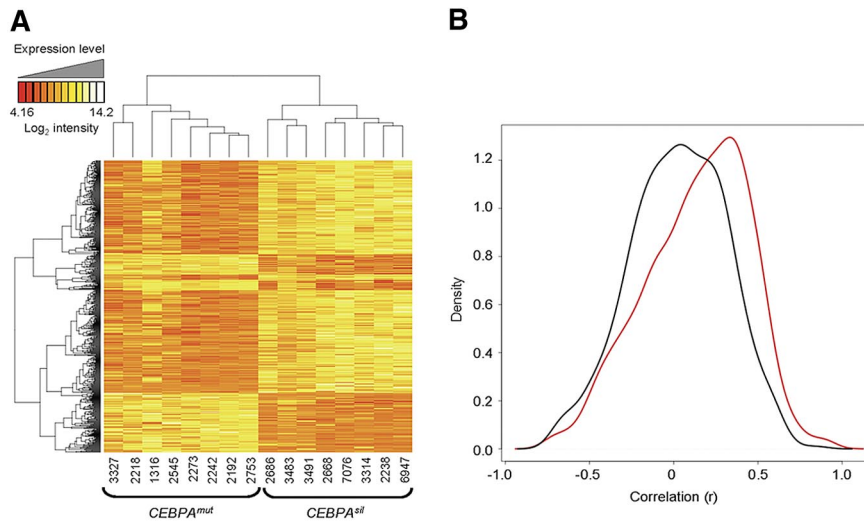 A
Expression level
4.16 14.2
Log2 intensity
3327 2218 1316 2545 2273 2242 2192 2753 2686 3483 3491 2668 7076 3314 2238 6947
CEBPAmut CEBPAsil
B
Density
1.2
1.0
0.8
0.6
0.4
0.2
0.0
-1.0 -0.5 0 0.5 1.0
Correlation (r)